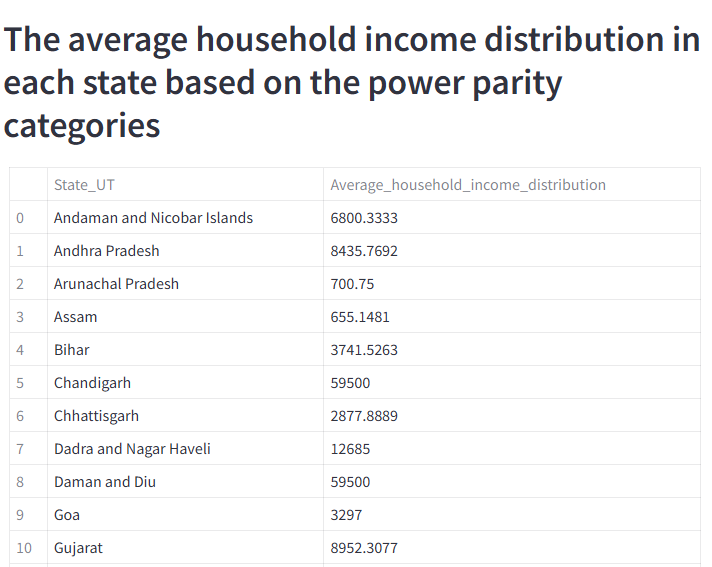 The average household income distribution in
each state based on the power parity
categories
State_UT Average_household_income_distribution
0 Andaman and Nicobar Islands 6800.3333
1 Andhra Pradesh 8435.7692
2 Arunachal Pradesh 700.75
3 Assam 655.1481
4 Bihar 3741.5263
5 Chandigarh 59500
6 Chhattisgarh 2877.8889
7 Dadra and Nagar Haveli 12685
8 Daman and Diu 59500
9 Goa 3297
10 Gujarat 8952.3077